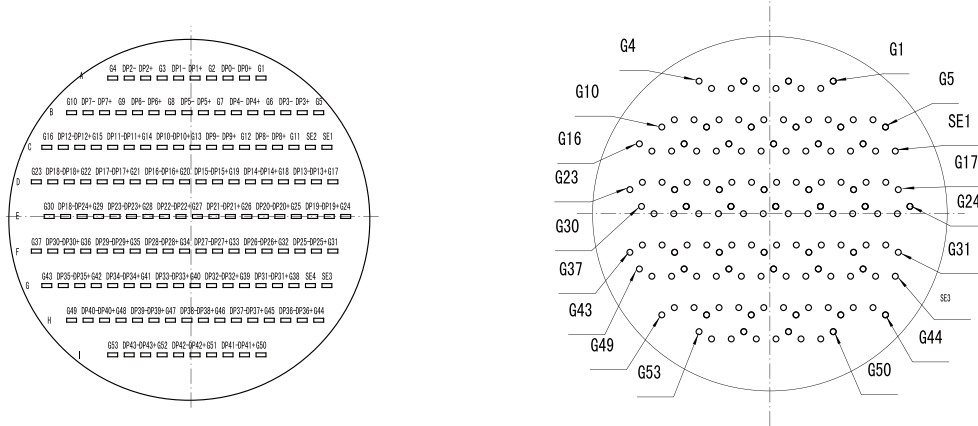 A G4 DP2- DP2+ G3 DP1- DP1+ G2 DP0- DP0+ G1
B G10 DP7- DP7+ G9 DP6- DP6+ G8 DP5- DP5+ G7 DP4- DP4+ G6 DP3- DP3+ G5
C G16 DP12-DP12+G15 DP11-DP11+G14 DP10-DP10+G13 DP9- DP9+ G12 DP8- DP8+ G11 SE2 SE1
D G23 DP18-DP18+G22 DP17-DP17+G21 DP16-DP16+G20 DP15-DP15+G19 DP14-DP14+G18 DP13-DP13+G17
E G30 DP18-DP24+G29 DP23-DP23+G28 DP22-DP22+G27 DP21-DP21+G26 DP20-DP20+G25 DP19-DP19+G24
F G37 DP30-DP30+G36 DP29-DP29+G35 DP28-DP28+G34 DP27-DP27+G33 DP26-DP26+G32 DP25-DP25+G31
G G43 DP35-DP35+G42 DP34-DP34+G41 DP33-DP33+G40 DP32-DP32+G39 DP31-DP31+G38 SE4 SE3
H G49 DP40-DP40+G48 DP39-DP39+G47 DP38-DP38+G46 DP37-DP37+G45 DP36-DP36+G44
I G53 DP43-DP43+G52 DP42-DP42+G51 DP41-DP41+G50
G4
G1
G10
G5
G16
SE1
G23
G17
G30
G24
G37
G31
G43
SE3
G49
G44
G53
G50